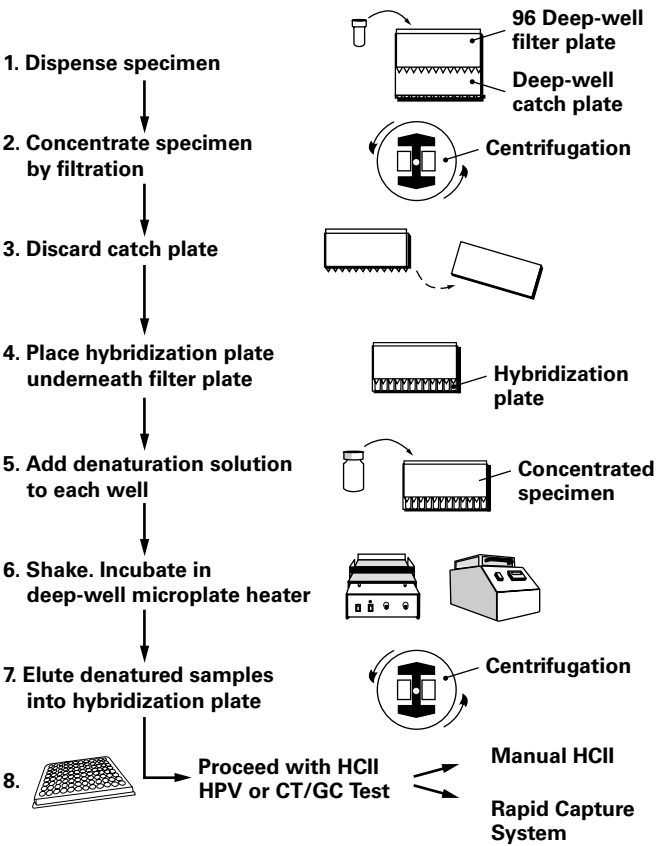 96 Deep-well
filter plate
1. Dispense specimen
Deep-well
catch plate
2. Concentrate specimen
by filtration
Centrifugation
3. Discard catch plate
4. Place hybridization plate
underneath filter plate
Hybridization
plate
5. Add denaturation solution
to each well
Concentrated
specimen
6. Shake. Incubate in
deep-well microplate heater
7. Elute denatured samples
into hybridization plate
Centrifugation
8.
Proceed with HCII
HPV or CT/GC Test
Manual HCII
Rapid Capture
System